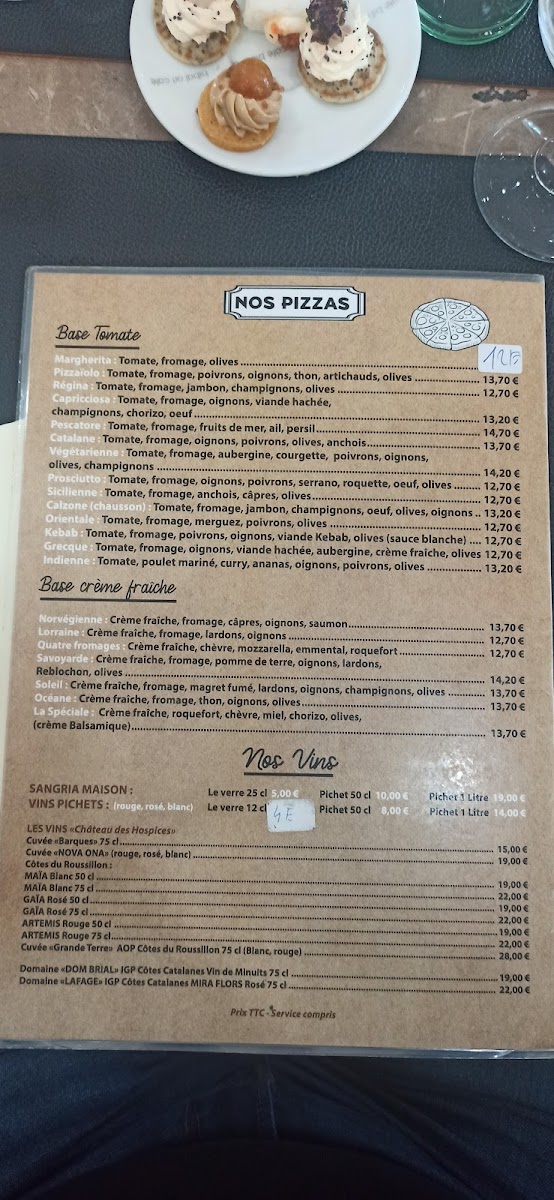 NOS PIZZAS
Base Tomate
Margherita : Tomate, fromage, olives 12 E
Pizzaïolo : Tomate, fromage, poivrons, oignons, thon, artichauds, olives 13,70 €
Régina : Tomate, fromage, jambon, champignons, olives 12,70 €
Capricciosa : Tomate, fromage, oignons, viande hachée,
champignons, chorizo, oeuf 13,20 €
Pescatore : Tomate, fromage, fruits de mer, ail, persil 14,70 €
Catalane : Tomate, fromage, oignons, poivrons, olives, anchois 13,70 €
Végétarienne : Tomate, fromage, aubergine, courgette, poivrons, oignons,
olives, champignons 14,20 €
Prosciutto : Tomate, fromage, oignons, poivrons, serrano, roquette, oeuf, olives 12,70 €
Sicilienne : Tomate, fromage, anchois, câpres, olives 12,70 €
Calzone (chausson) : Tomate, fromage, jambon, champignons, oeuf, olives, oignons .. 13,20 €
Orientale : Tomate, fromage, merguez, poivrons, olives 12,70 €
Kebab : Tomate, fromage, poivrons, oignons, viande Kebab, olives (sauce blanche) .... 12,70 €
Grecque : Tomate, fromage, oignons, viande hachée, aubergine, crème fraîche, olives 12,70 €
Indienne : Tomate, poulet mariné, curry, ananas, oignons, poivrons, olives 13,20 €
Base crème fraîche
Norvégienne : Crème fraîche, fromage, câpres, oignons, saumon 13,70 €
Lorraine : Crème fraîche, fromage, lardons, oignons 12,70 €
Quatre fromages : Crème fraîche, chèvre, mozzarella, emmental, roquefort 12,70 €
Savoyarde : Crème fraîche, fromage, pomme de terre, oignons, lardons,
Reblochon, olives 14,20 €
Soleil : Crème fraîche, fromage, magret fumé, lardons, oignons, champignons, olives 13,70 €
Océane : Crème fraîche, fromage, thon, oignons, olives 13,70 €
La Spéciale : Crème fraîche, roquefort, chèvre, miel, chorizo, olives,
(crème Balsamique) 13,70 €
Nos Vins
SANGRIA MAISON : Le verre 25 cl 5,00 € Pichet 50 cl 10,00 € Pichet 1 Litre 19,00 €
VINS PICHETS : (rouge, rosé, blanc) Le verre 12 cl 4 E Pichet 50 cl 8,00 € Pichet 1 Litre 14,00 €
LES VINS «Château des Hospices»
Cuvée «Barques» 75 cl 15,00 €
Cuvée «NOVA ONA» (rouge, rosé, blanc) 19,00 €
Côtes du Roussillon :
MAÏA Blanc 50 cl 19,00 €
MAÏA Blanc 75 cl 22,00 €
GAÏA Rosé 50 cl 19,00 €
GAÏA Rosé 75 cl 22,00 €
ARTEMIS Rouge 50 cl 19,00 €
ARTEMIS Rouge 75 cl 22,00 €
Cuvée «Grande Terre» AOP Côtes du Roussillon 75 cl (Blanc, rouge) 28,00 €
Domaine «DOM BRIAL» IGP Côtes Catalanes Vin de Minuits 75 cl 19,00 €
Domaine «LAFAGE» IGP Côtes Catalanes MIRA FLORS Rosé 75 cl 22,00 €
Prix TTC - Service compris